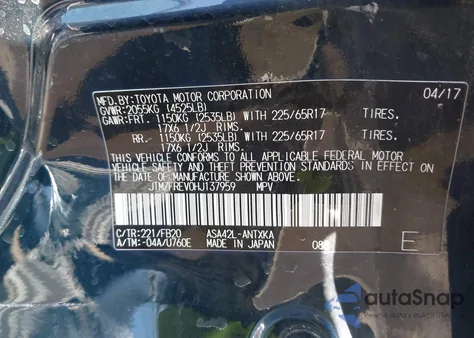 MFD.BY:TOYOTA MOTOR CORPORATION 04/17
GVWR:2055KG (4525LB)
GAWR:FRT. 1150KG (2535LB) WITH 225/65R17 TIRES,
17X6 1/2J RIMS.
RR. 1150KG (2535LB) WITH 225/65R17 TIRES,
17X6 1/2J RIMS.
THIS VEHICLE CONFORMS TO ALL APPLICABLE FEDERAL MOTOR
VEHICLE SAFETY AND BUMPER STANDARDS IN EFFECT ON
THE DATE OF MANUFACTURE SHOWN ABOVE.
JTMZFREV0HJ137959 MPV
C/TR:221/FB20 ASA42L-ANTXKA
A/TM:-04A/U760E MADE IN JAPAN E
autoSnap